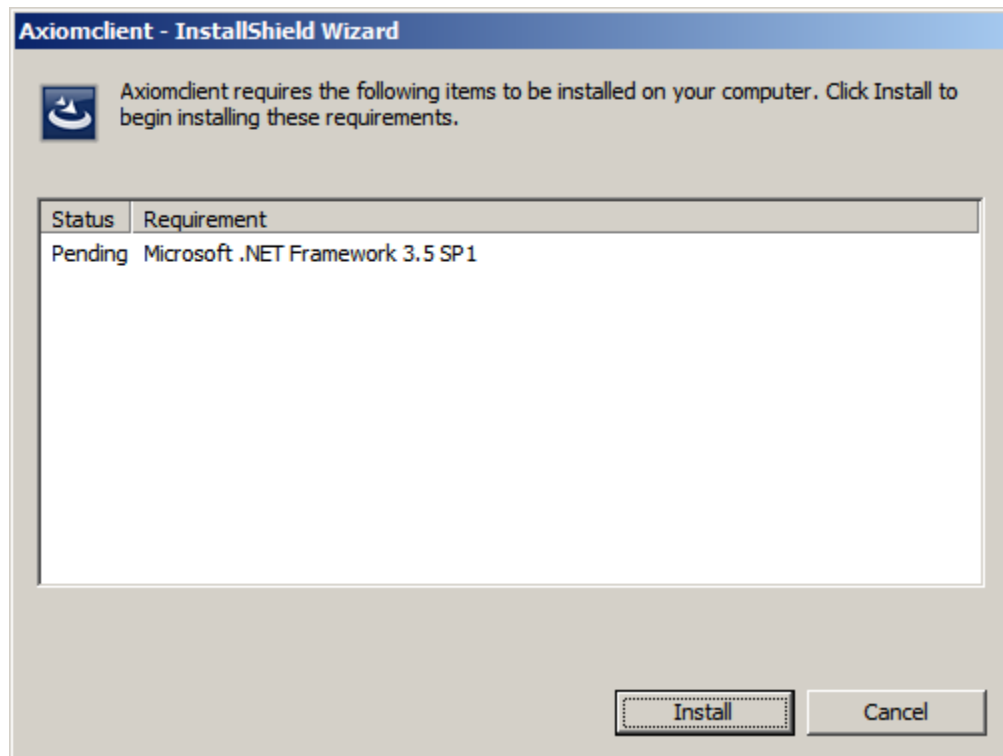 Axiomclient - InstallShield Wizard
Axiomclient requires the following items to be installed on your computer. Click Install to
begin installing these requirements.
Status Requirement
Pending Microsoft .NET Framework 3.5 SP1
Install Cancel